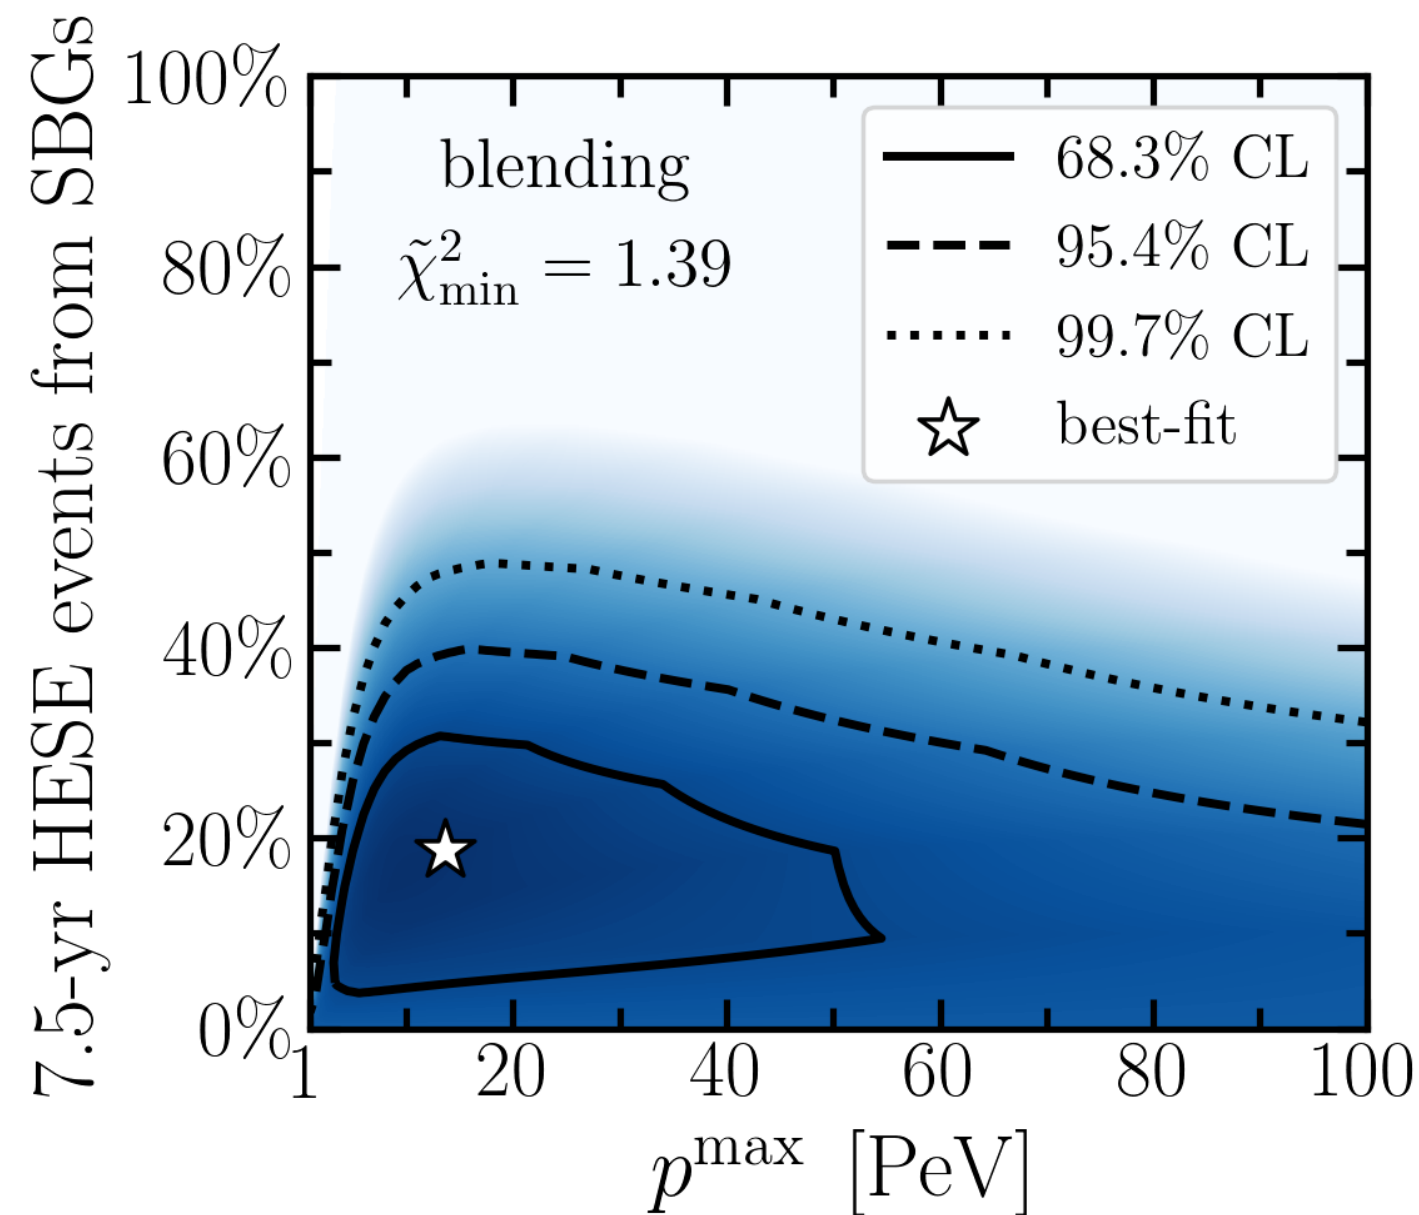 7.5-yr HESE events from SBGs
100%
80%
60%
40%
20%
0%
blending
χ̃²min = 1.39
68.3% CL
95.4% CL
99.7% CL
best-fit
1 20 40 60 80 100
pmax [PeV]